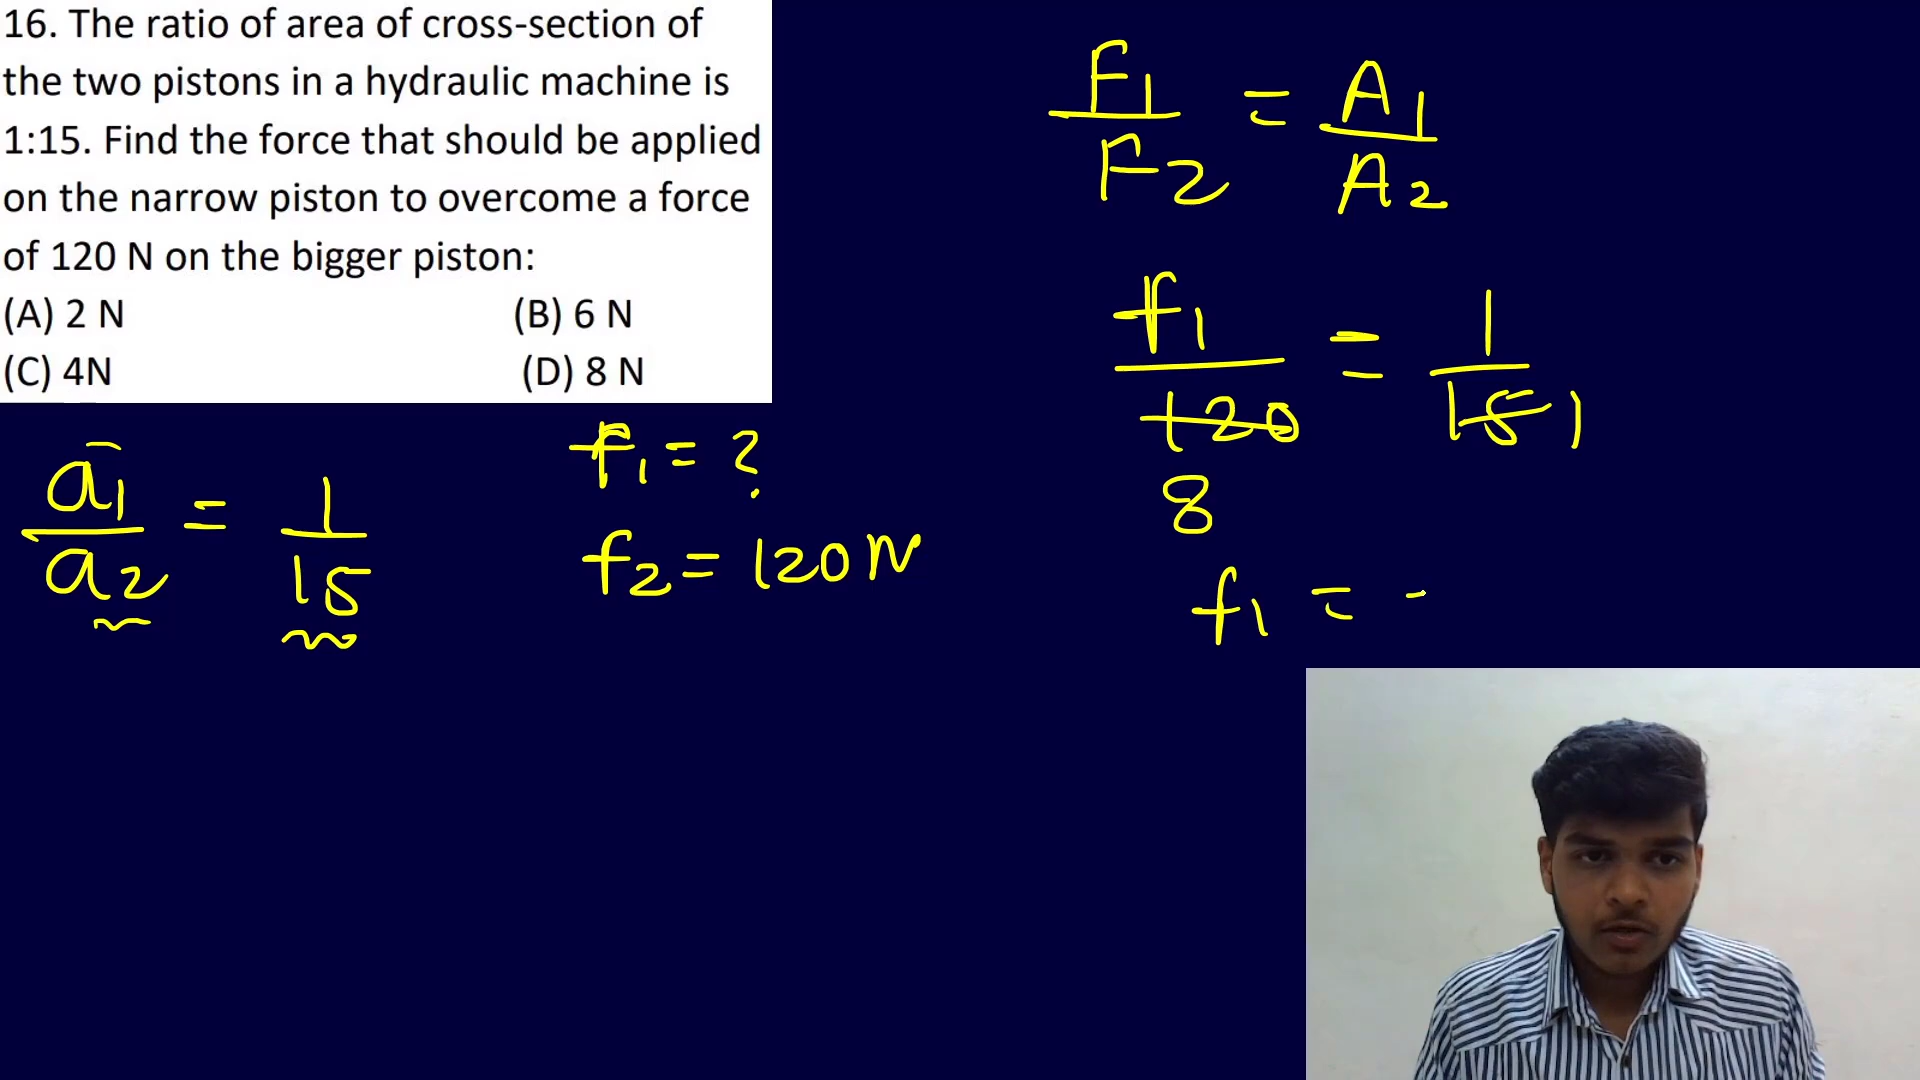 16. The ratio of area of cross-section of
the two pistons in a hydraulic machine is
1:15. Find the force that should be applied
on the narrow piston to overcome a force
of 120 N on the bigger piston:
(A) 2 N (B) 6 N
(C) 4N (D) 8 N
a1/a2 = 1/15
f1 = ?
f2 = 120 N
F1/F2 = A1/A2
f1/120 = 1/15 1
8
f1 = -